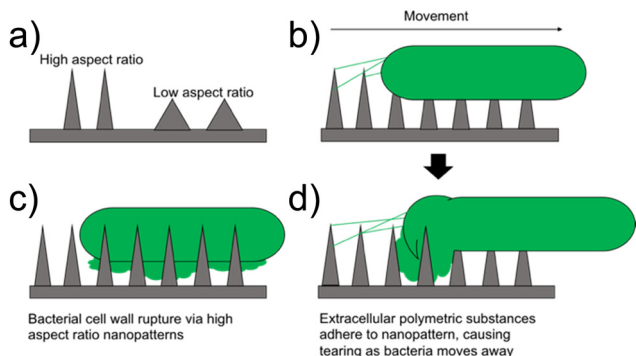 a)
High aspect ratio
Low aspect ratio
b)
Movement
c)
Bacterial cell wall rupture via high
aspect ratio nanopatterns
d)
Extracellular polymetric substances
adhere to nanopattern, causing
tearing as bacteria moves away